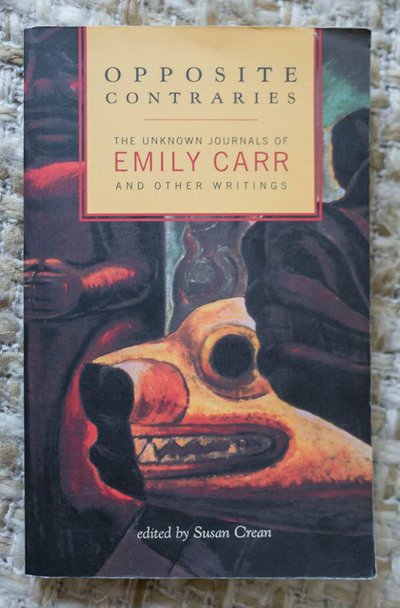 OPPOSITE
CONTRARIES
THE UNKNOWN JOURNALS OF
EMILY CARR
AND OTHER WRITINGS
edited by Susan Crean